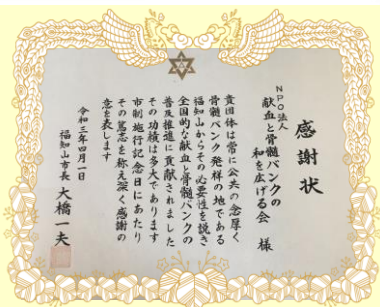 感謝状
NPO法人
献血と骨髄バンクの
和を広げる会 様
貴団体は常に公共の念厚く
骨髄バンク発祥の地である
福知山からその必要性を説き
全国的な献血と骨髄バンクの
普及推進に貢献されました
その功績は多大であります
市制施行記念日にあたり
その篤志を称え深く感謝の
意を表します
令和三年四月一日
福知山市長 大橋一夫